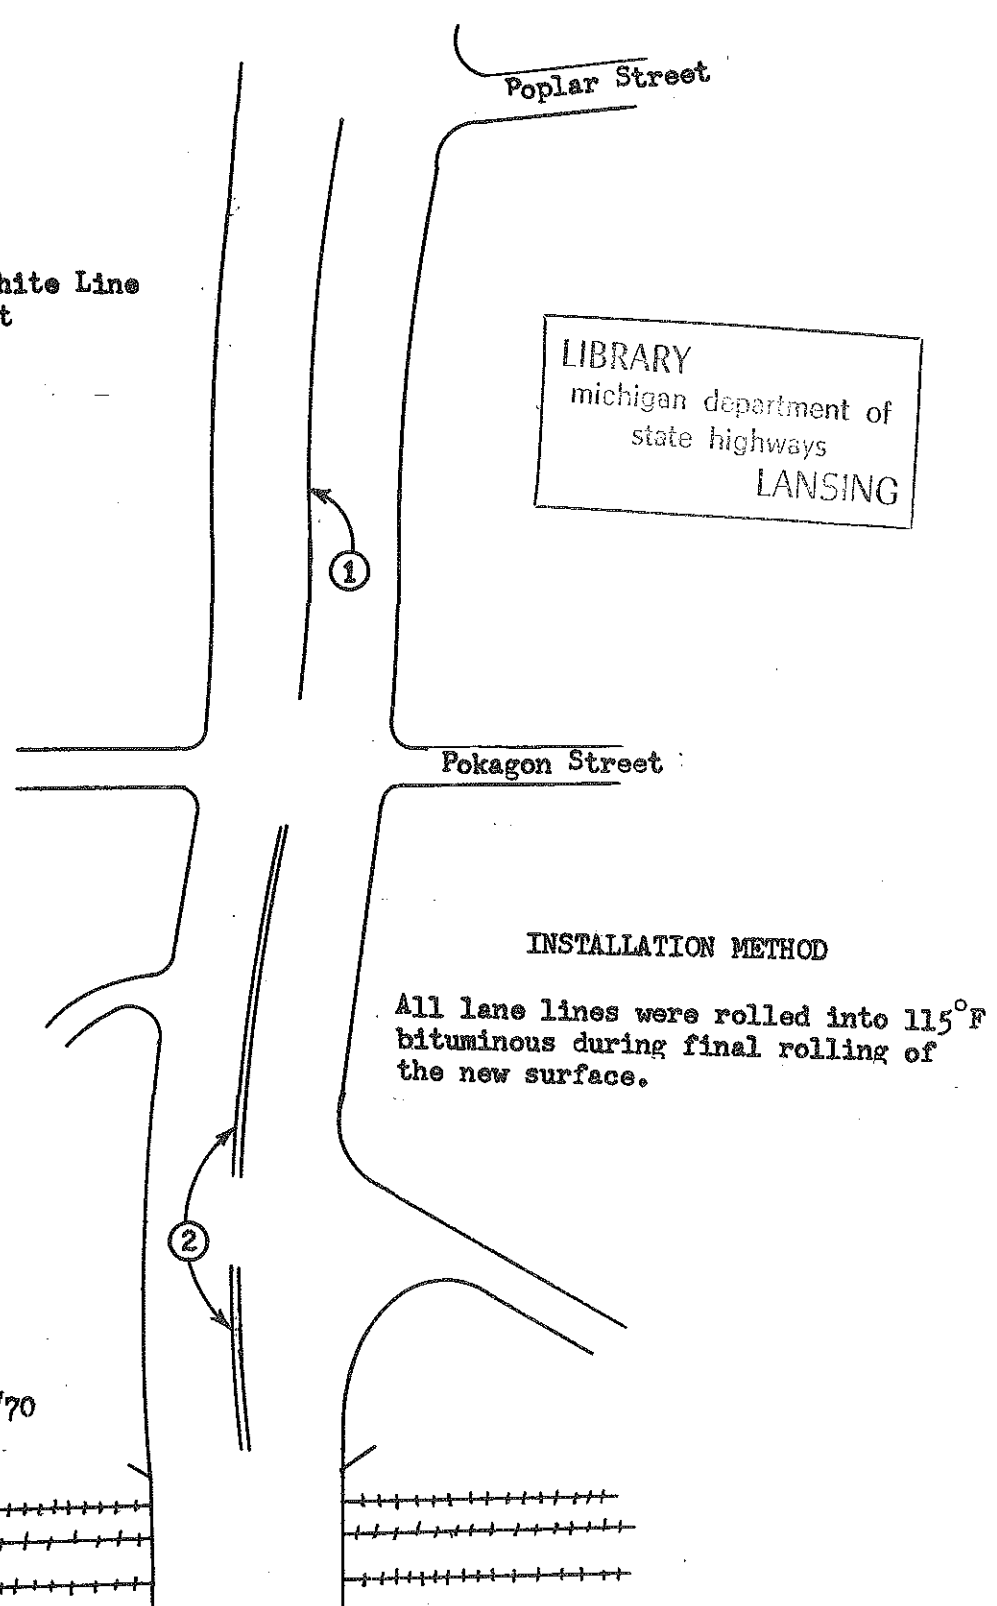 Poplar Street
hite Line
t
LIBRARY
michigan department of
state highways
LANSING
1
Pokagon Street
INSTALLATION METHOD
All lane lines were rolled into 115°F
bituminous during final rolling of
the new surface.
2
/70